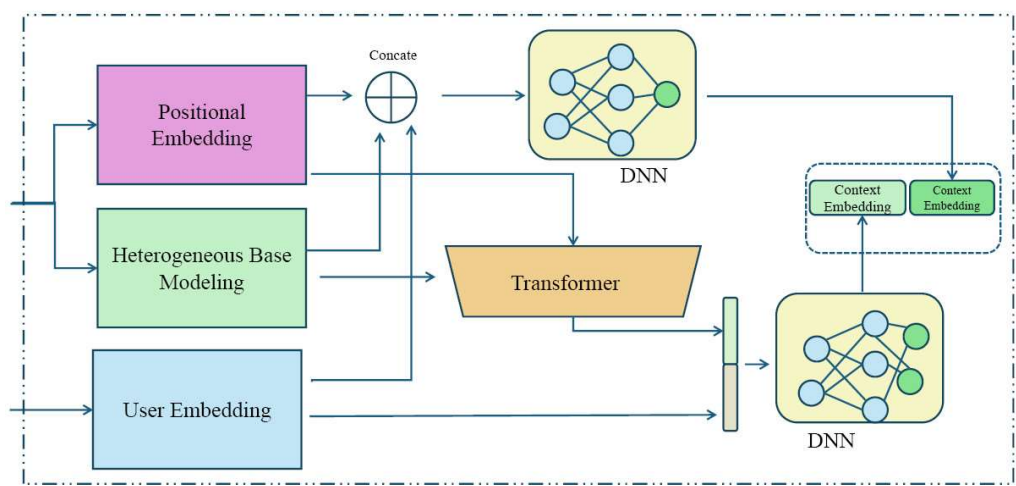 Concate
Positional
Embedding
DNN
Context
Embedding
Context
Embedding
Heterogeneous Base
Modeling
Transformer
User Embedding
DNN